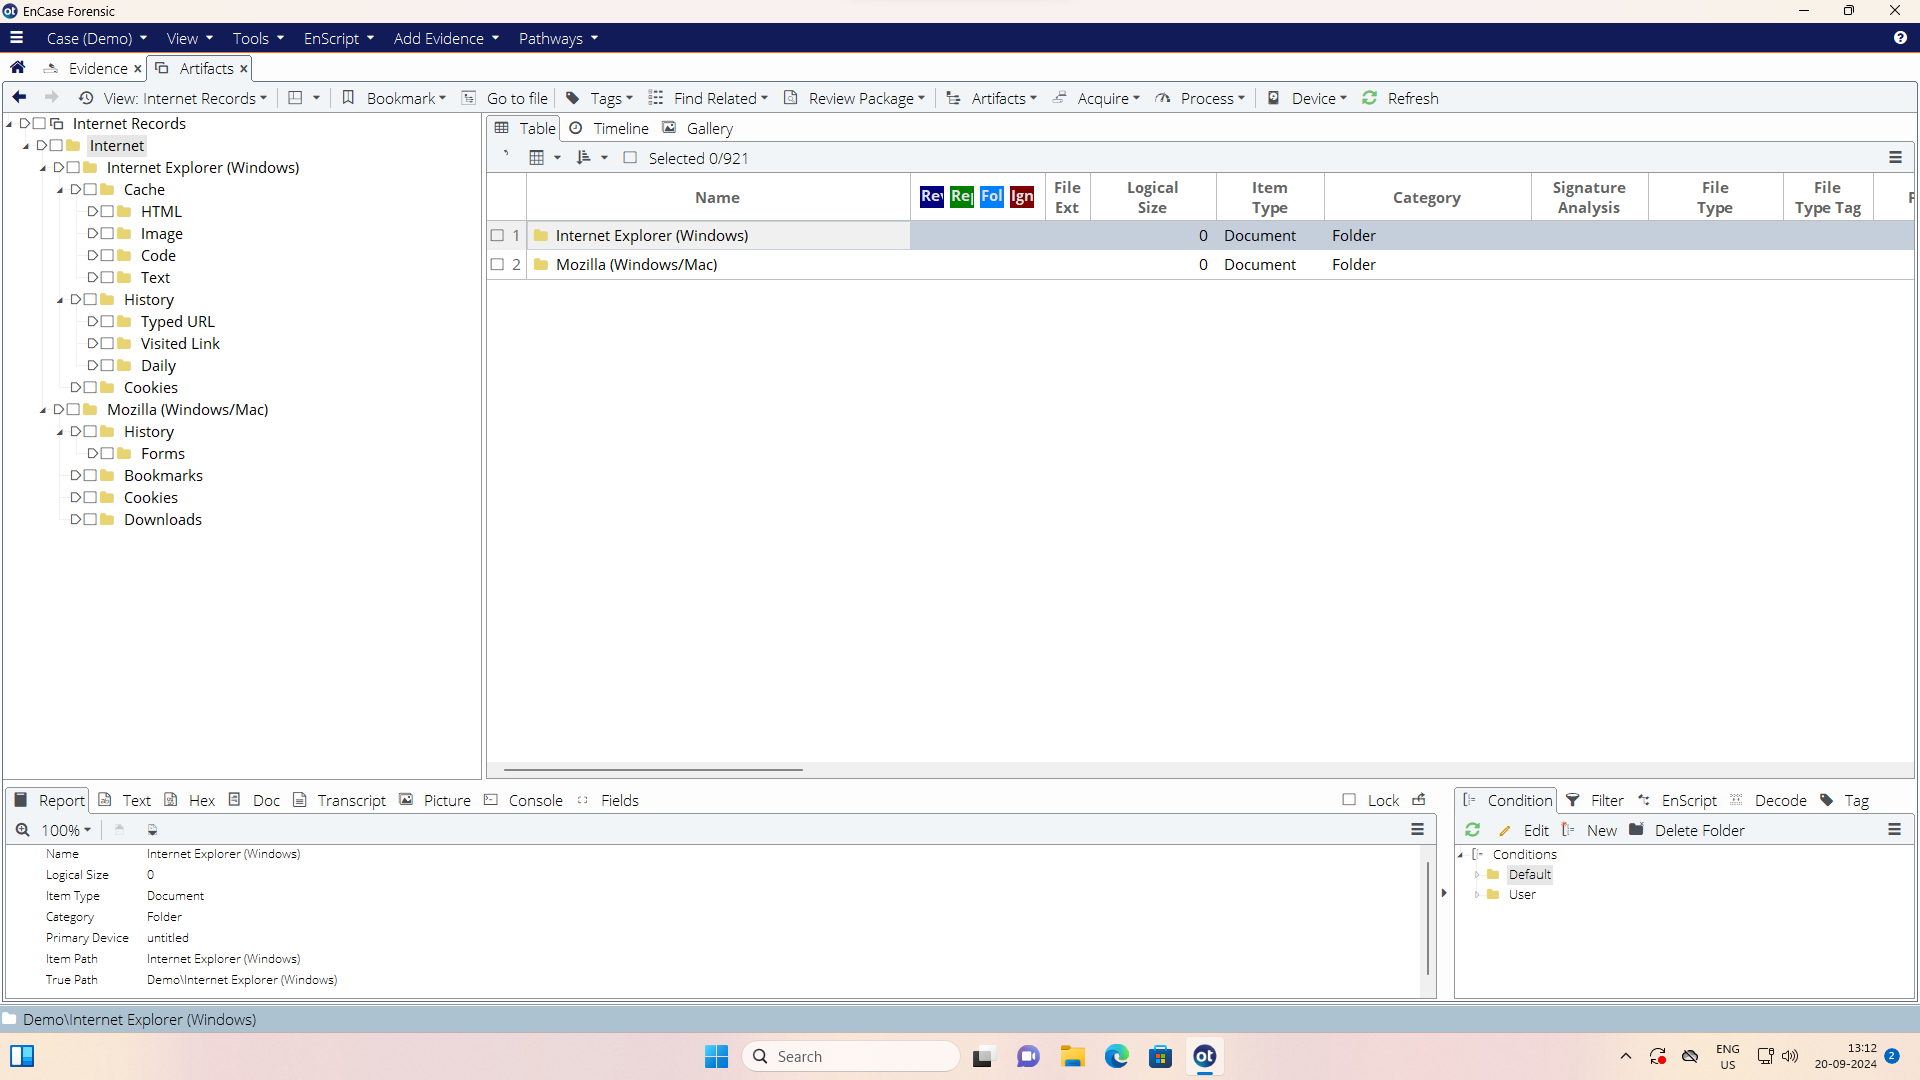 EnCase Forensic
Case (Demo) View Tools EnScript Add Evidence Pathways
Evidence Artifacts
View: Internet Records Bookmark Go to file Tags Find Related Review Package Artifacts Acquire Process Device Refresh
Internet Records
Internet
Internet Explorer (Windows)
Cache
HTML
Image
Code
Text
History
Typed URL
Visited Link
Daily
Cookies
Mozilla (Windows/Mac)
History
Forms
Bookmarks
Cookies
Downloads
Table Timeline Gallery
Selected 0/921
Name Rev Rep Fol Ign File Ext Logical Size Item Type Category Signature Analysis File Type File Type Tag
1 Internet Explorer (Windows) 0 Document Folder
2 Mozilla (Windows/Mac) 0 Document Folder
Report Text Hex Doc Transcript Picture Console Fields Lock
100%
Name Internet Explorer (Windows)
Logical Size 0
Item Type Document
Category Folder
Primary Device untitled
Item Path Internet Explorer (Windows)
True Path Demo\Internet Explorer (Windows)
Condition Filter EnScript Decode Tag
Edit New Delete Folder
Conditions
Default
User
Demo\Internet Explorer (Windows)
Search
ot
ENG
US
13:12
20-09-2024
2